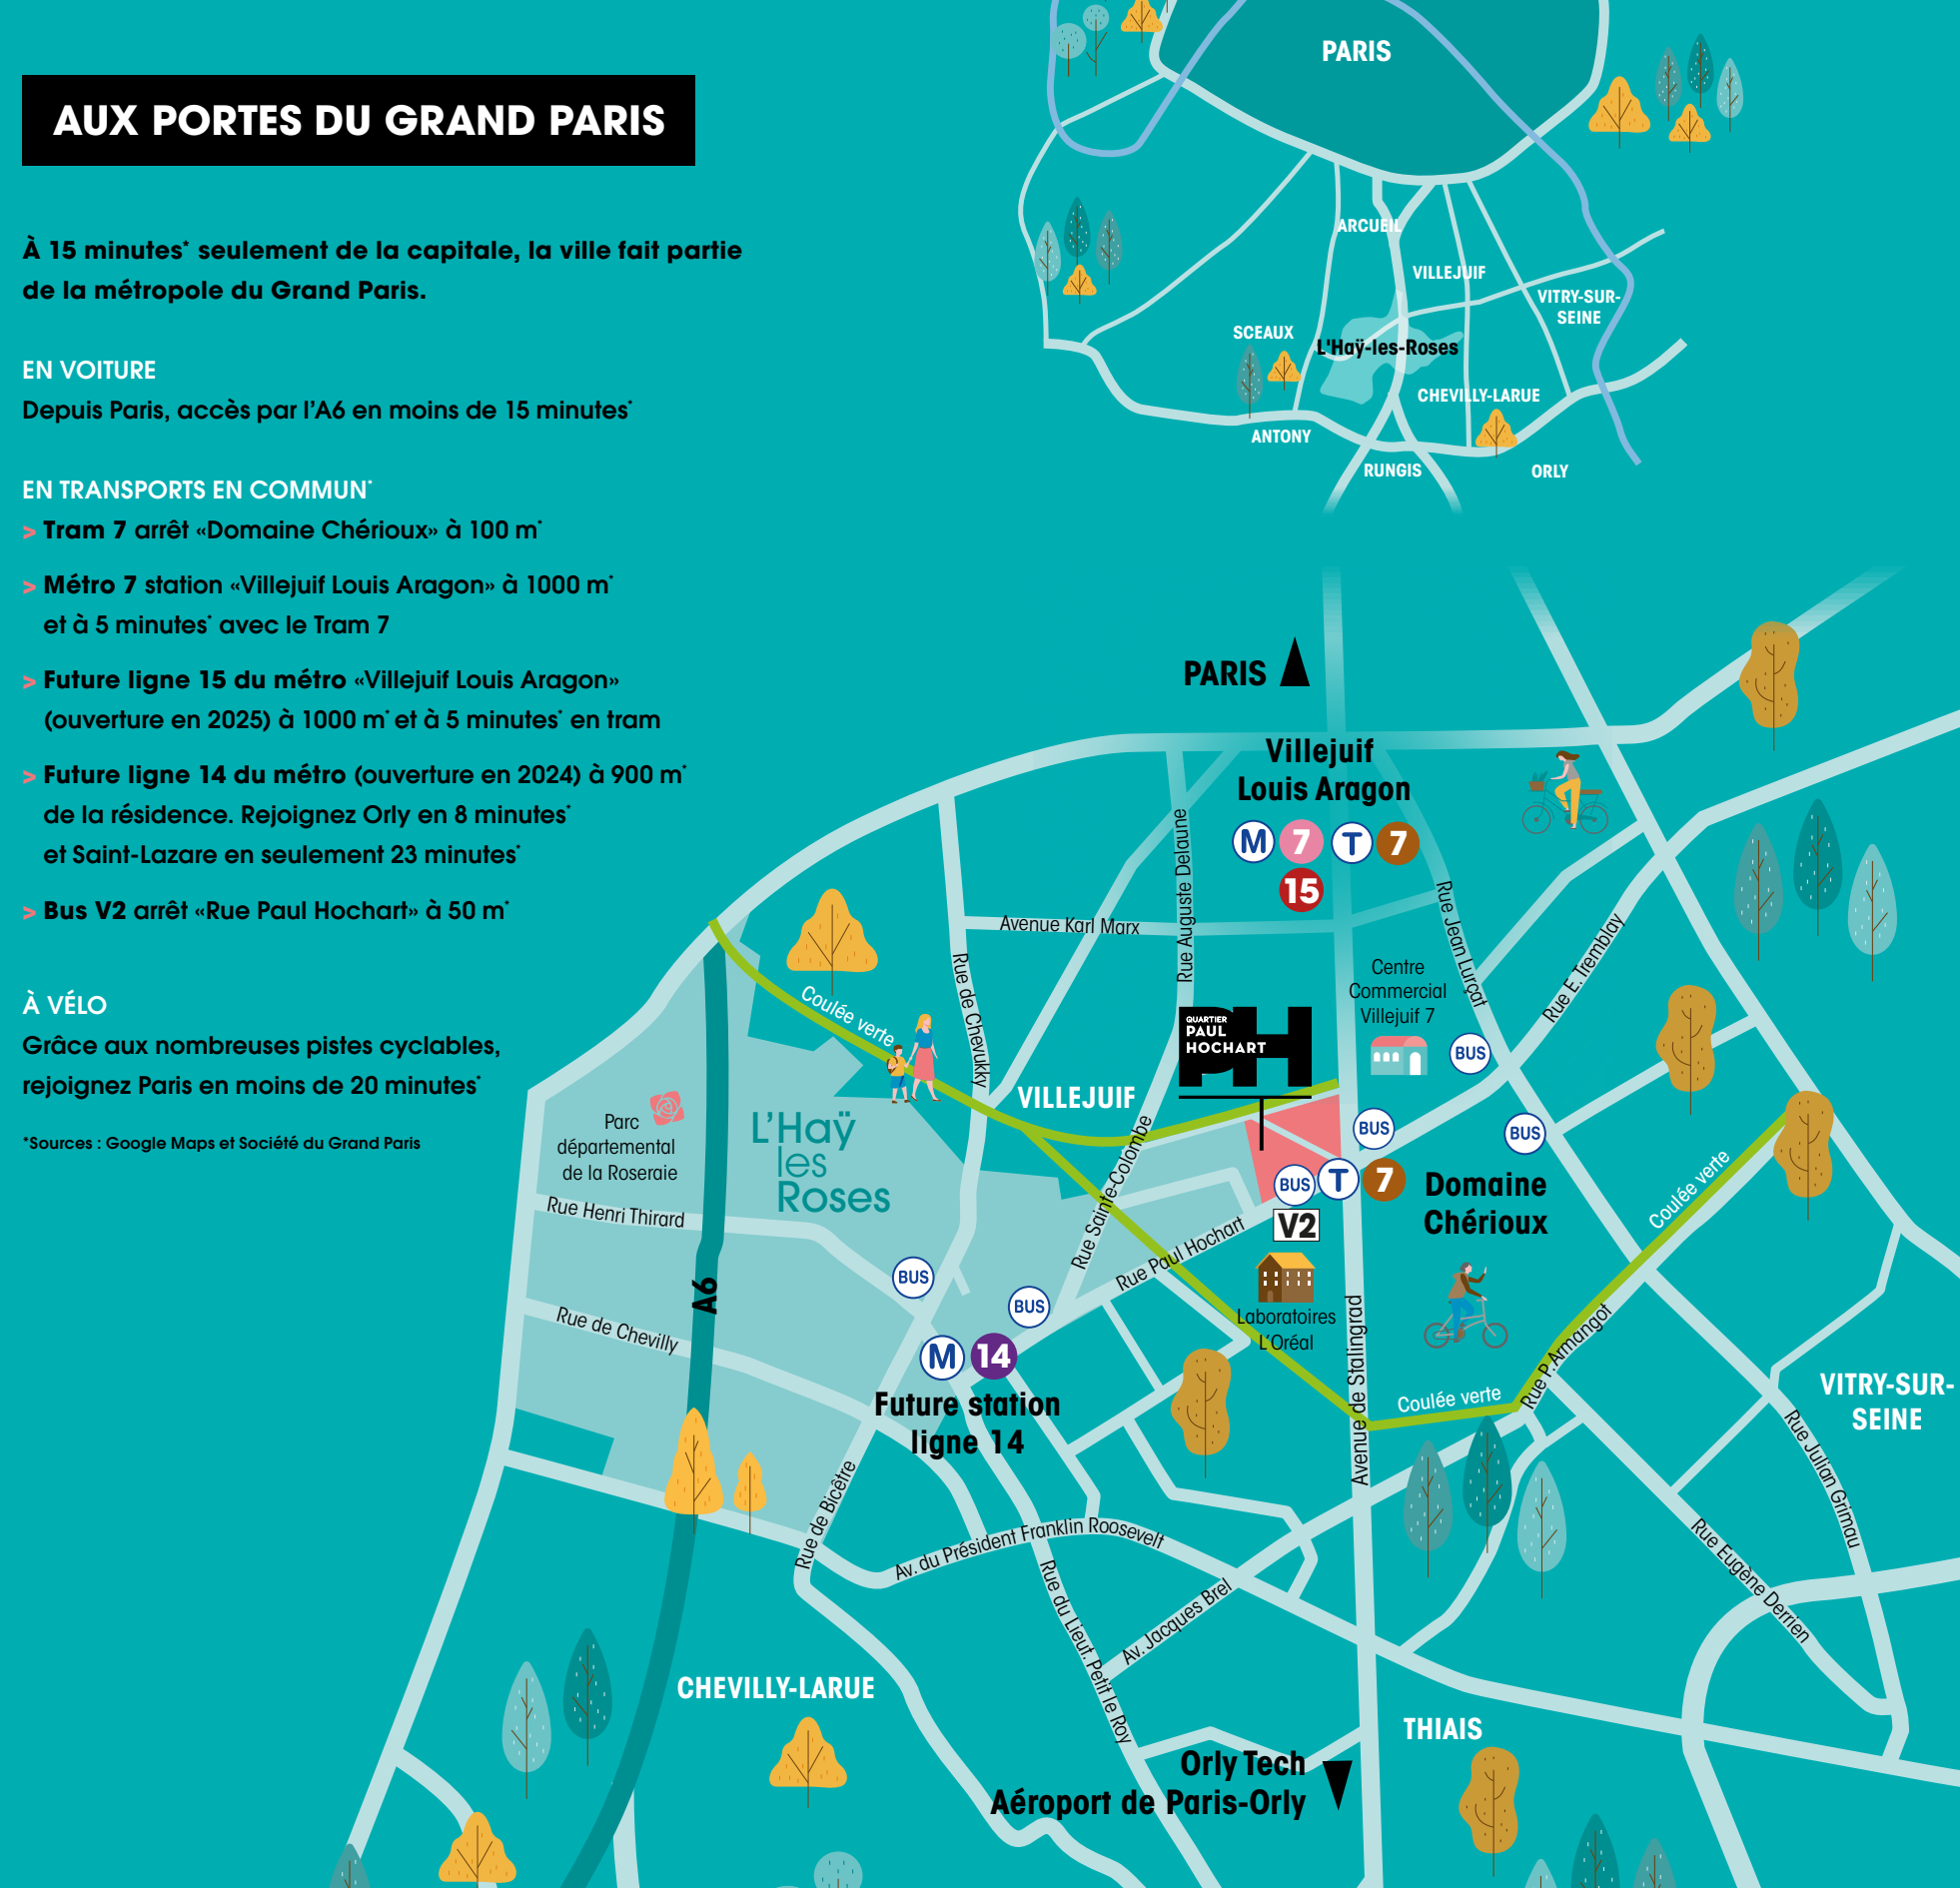 AUX PORTES DU GRAND PARIS
À 15 minutes* seulement de la capitale, la ville fait partie
de la métropole du Grand Paris.
EN VOITURE
Depuis Paris, accès par l'A6 en moins de 15 minutes*
EN TRANSPORTS EN COMMUN*
> Tram 7 arrêt «Domaine Chérioux» à 100 m*
> Métro 7 station «Villejuif Louis Aragon» à 1000 m*
et à 5 minutes* avec le Tram 7
> Future ligne 15 du métro «Villejuif Louis Aragon»
(ouverture en 2025) à 1000 m* et à 5 minutes* en tram
> Future ligne 14 du métro (ouverture en 2024) à 900 m*
de la résidence. Rejoignez Orly en 8 minutes*
et Saint-Lazare en seulement 23 minutes*
> Bus V2 arrêt «Rue Paul Hochart» à 50 m*
À VÉLO
Grâce aux nombreuses pistes cyclables,
rejoignez Paris en moins de 20 minutes*
*Sources : Google Maps et Société du Grand Paris
PARIS
ARCUEIL
VILLEJUIF
VITRY-SUR-
SEINE
SCEAUX
L'Haÿ-les-Roses
CHEVILLY-LARUE
ANTONY
RUNGIS
ORLY
PARIS
Villejuif
Louis Aragon
M 7 T 7
15
Rue Auguste Delaune
Avenue Karl Marx
Rue de Chevukky
Rue Jean Lurçat
Rue E. Tremblay
Centre
Commercial
Villejuif 7
BUS
Coulée verte
PH
QUARTIER
PAUL
HOCHART
VILLEJUIF
BUS
BUS
Parc
départemental
de la Roseraie
L'Haÿ
les
Roses
Rue Sainte-Colombe
BUS T 7
V2
Domaine
Chérioux
Coulée verte
Rue Henri Thirard
Rue Paul Hochart
A6
BUS
BUS
Laboratoires
L'Oréal
Rue de Chevilly
M 14
Future station
ligne 14
Avenue de Stalingrad
Coulée verte
Rue P. Armangot
VITRY-SUR-
SEINE
Rue Julian Grimau
Rue de Bicêtre
Av. du Président Franklin Roosevelt
Rue Eugène Derrien
Rue du Lieut. Petit le Roy
Av. Jacques Brel
CHEVILLY-LARUE
THIAIS
Orly Tech
Aéroport de Paris-Orly